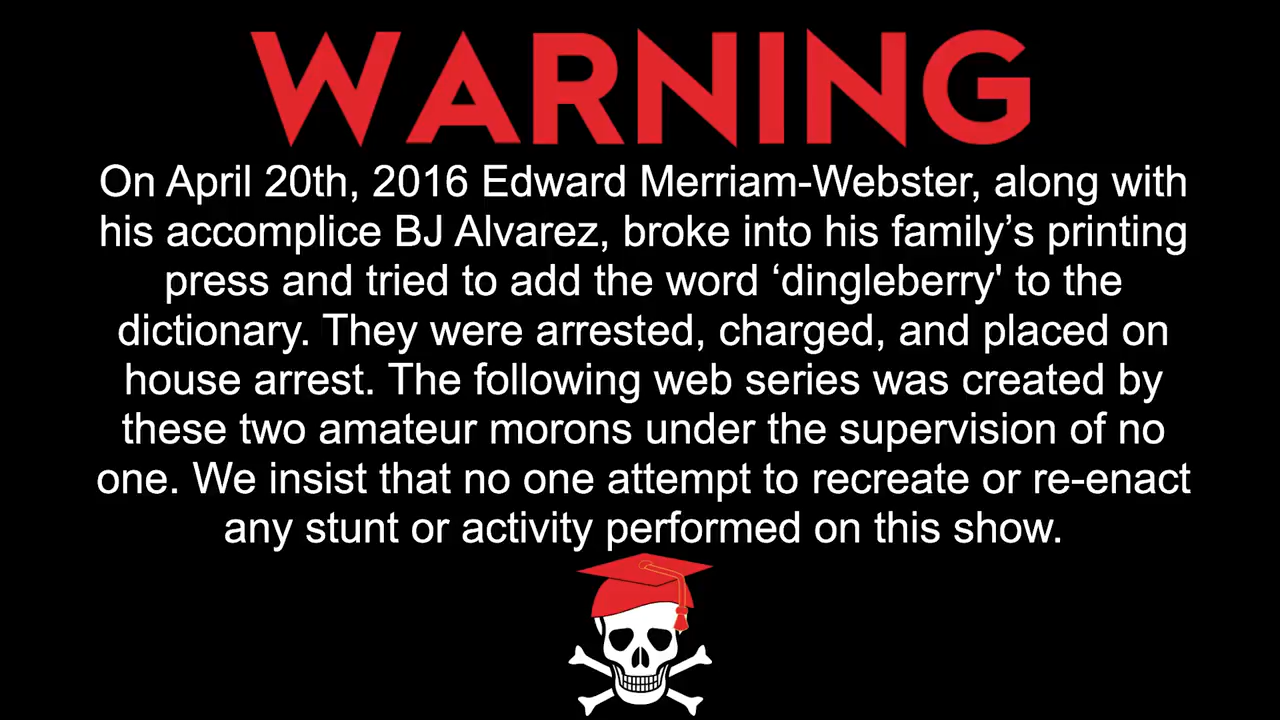 WARNING
On April 20th, 2016 Edward Merriam-Webster, along with
his accomplice BJ Alvarez, broke into his family’s printing
press and tried to add the word ‘dingleberry' to the
dictionary. They were arrested, charged, and placed on
house arrest. The following web series was created by
these two amateur morons under the supervision of no
one. We insist that no one attempt to recreate or re-enact
any stunt or activity performed on this show.